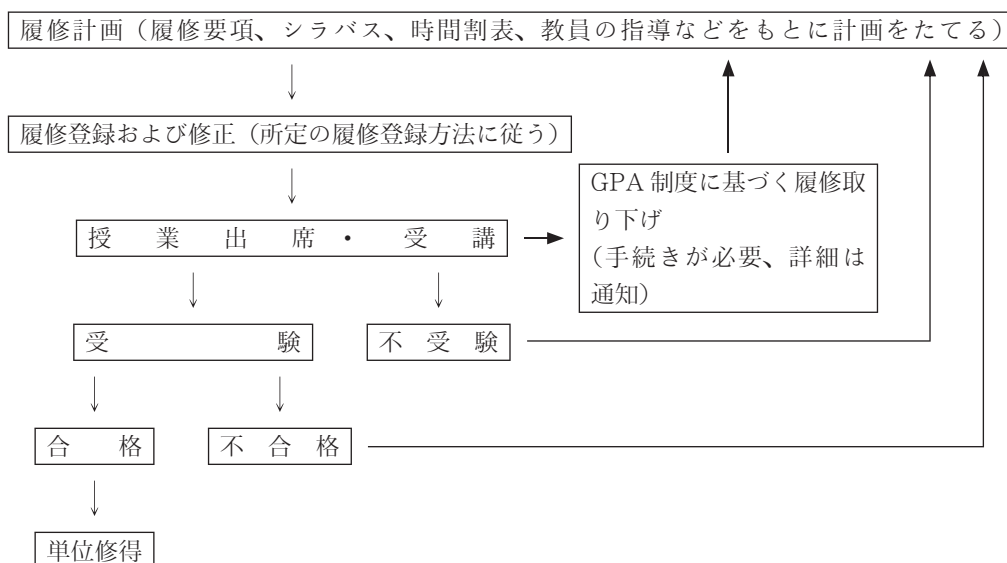 履修計画（履修要項、シラバス、時間割表、教員の指導などをもとに計画をたてる）
履修登録および修正（所定の履修登録方法に従う）
GPA 制度に基づく履修取
り下げ
（手続きが必要、詳細は
通知）
授業出席・受講
受験
不受験
合格
不合格
単位修得